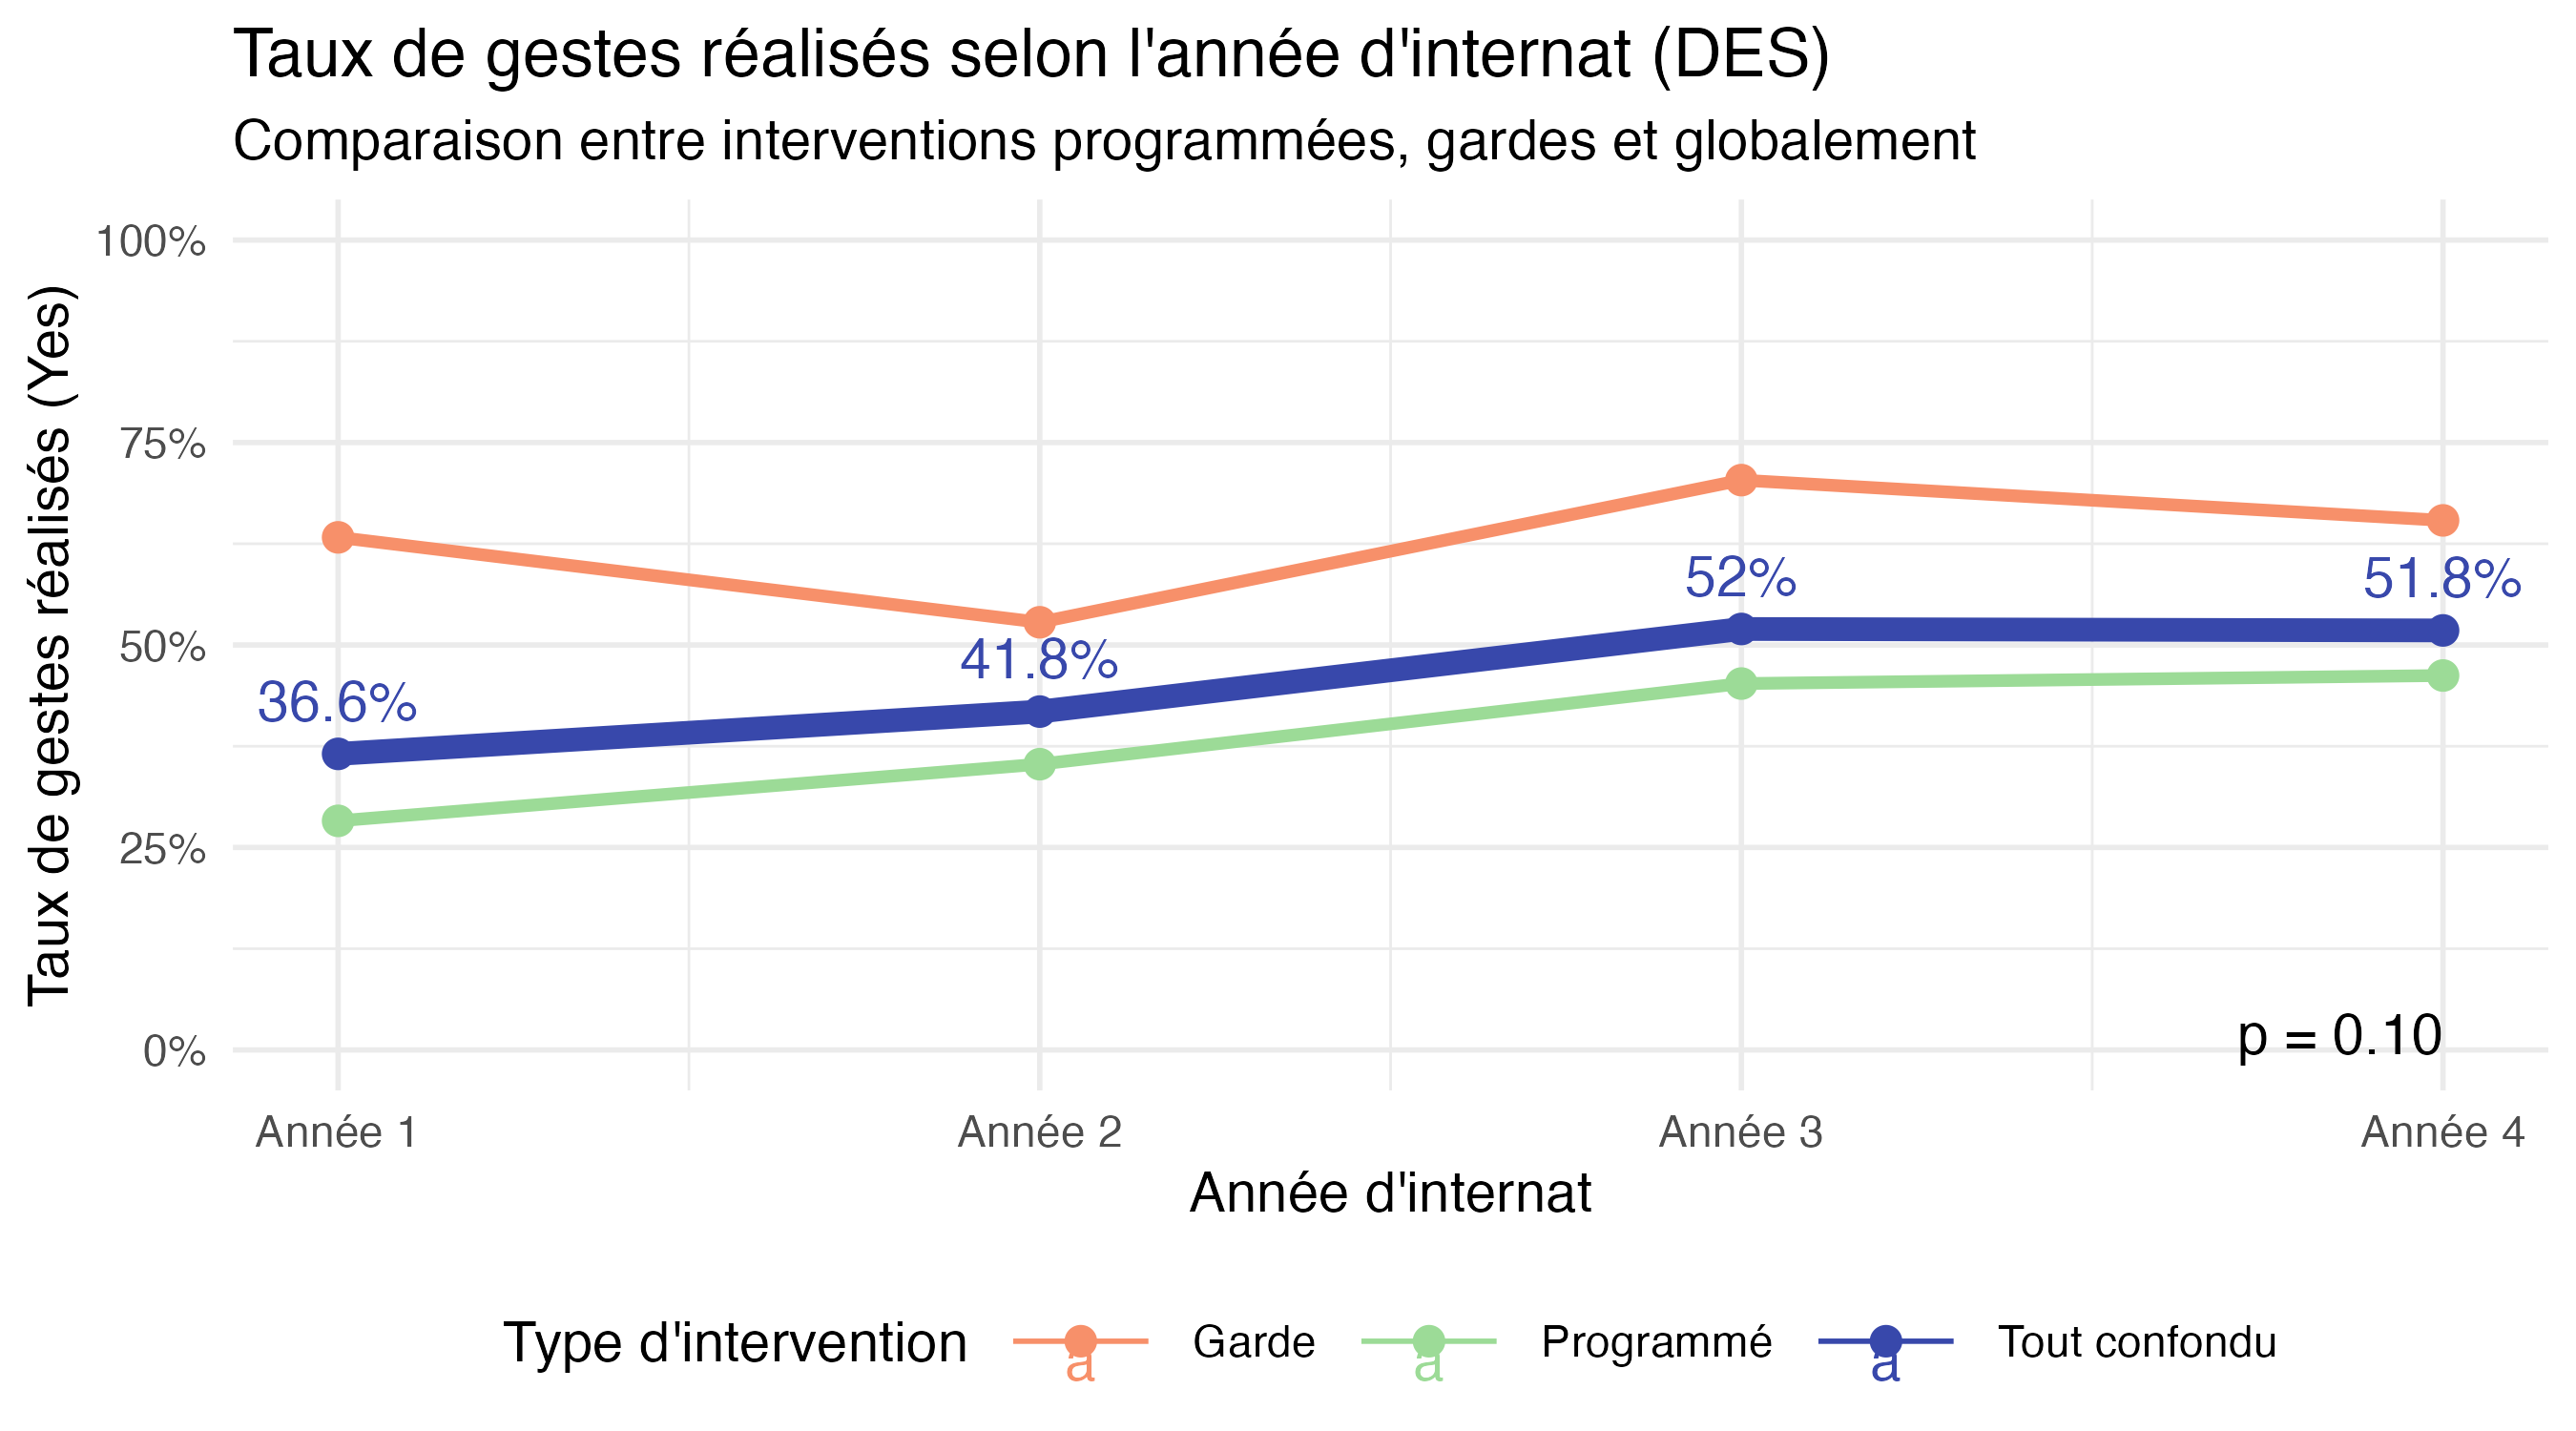 Taux de gestes réalisés selon l'année d'internat (DES)
Comparaison entre interventions programmées, gardes et globalement
Taux de gestes réalisés (Yes)
100%
75%
50%
25%
0%
36.6%
41.8%
52%
51.8%
p = 0.10
Année 1
Année 2
Année 3
Année 4
Année d'internat
Type d'intervention
a
Garde
a
Programmé
a
Tout confondu